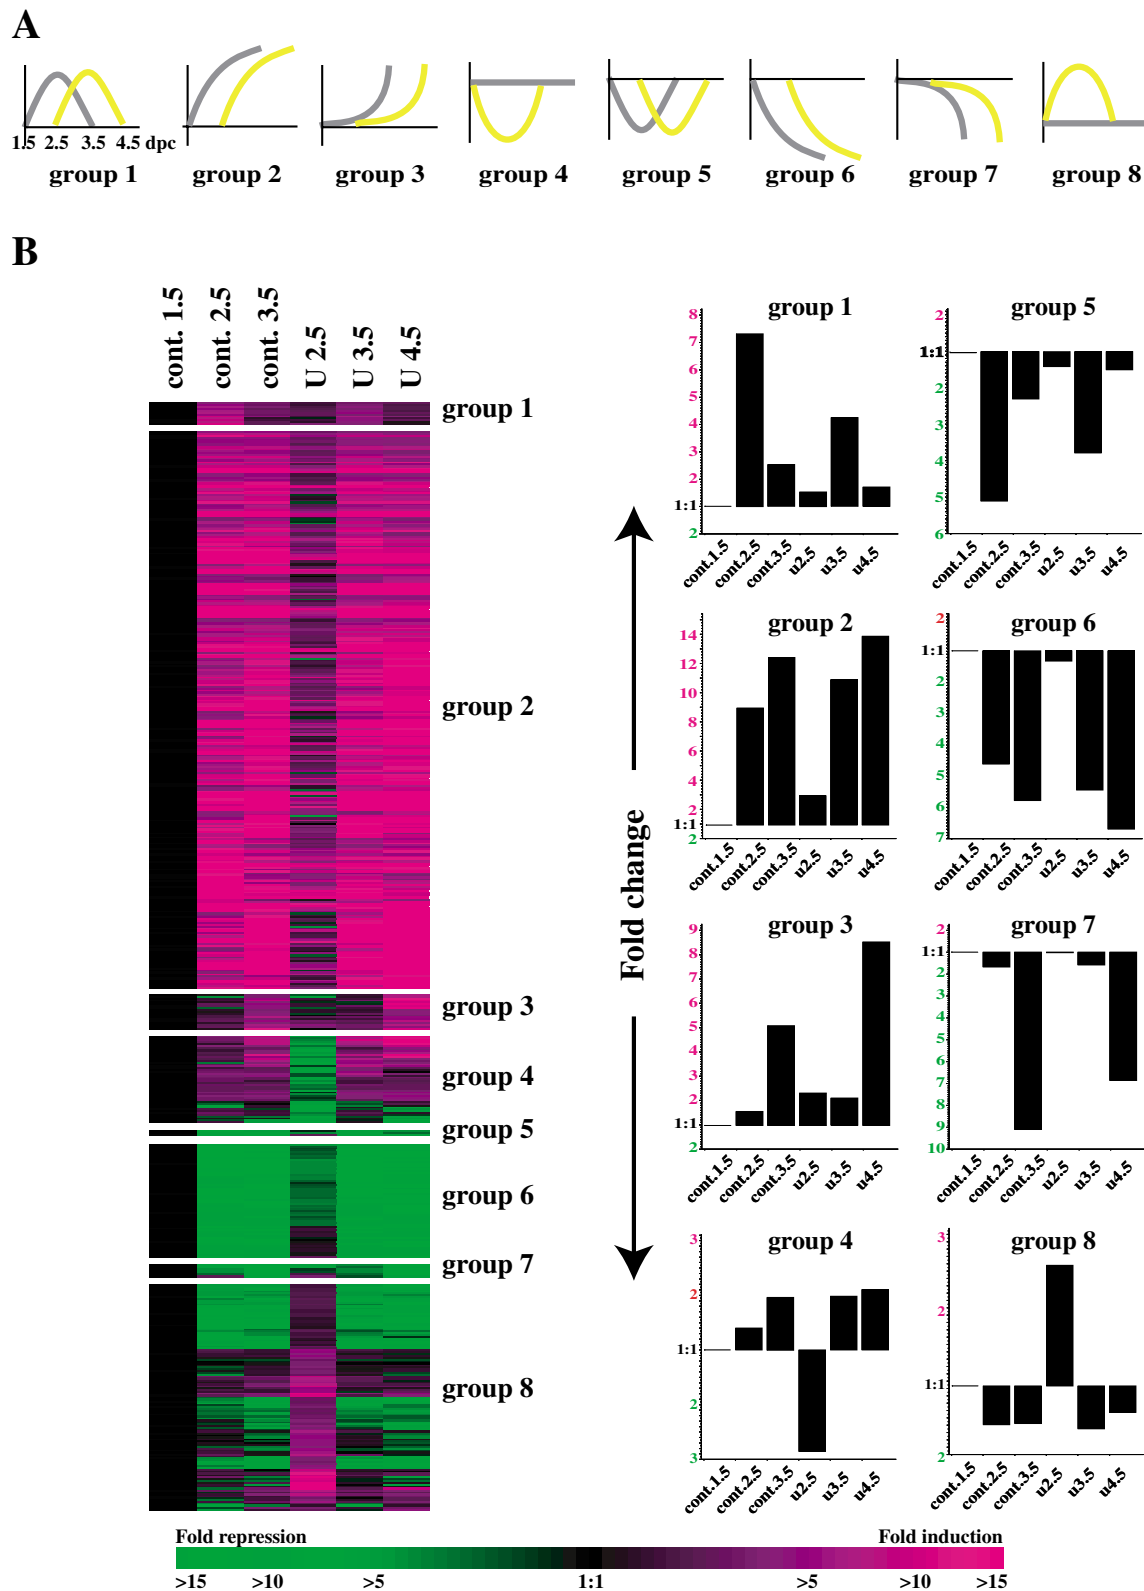 A
1.5 2.5 3.5 4.5 dpc
group 1 group 2 group 3 group 4 group 5 group 6 group 7 group 8
B
cont. 1.5
cont. 2.5
cont. 3.5
U 2.5
U 3.5
U 4.5
group 1
group 2
group 3
group 4
group 5
group 6
group 7
group 8
Fold change
group 1
8
7
6
5
4
3
2
1:1
2
cont.1.5 cont.2.5 cont.3.5 u2.5 u3.5 u4.5
group 5
2
1:1
2
3
4
5
6
cont.1.5 cont.2.5 cont.3.5 u2.5 u3.5 u4.5
group 2
14
12
10
8
6
4
2
1:1
2
cont.1.5 cont.2.5 cont.3.5 u2.5 u3.5 u4.5
group 6
2
1:1
2
3
4
5
6
7
cont.1.5 cont.2.5 cont.3.5 u2.5 u3.5 u4.5
group 3
9
8
7
6
5
4
3
2
1:1
2
cont.1.5 cont.2.5 cont.3.5 u2.5 u3.5 u4.5
group 7
2
1:1
2
3
4
5
6
7
8
9
10
cont.1.5 cont.2.5 cont.3.5 u2.5 u3.5 u4.5
group 4
3
2
1:1
2
3
cont.1.5 cont.2.5 cont.3.5 u2.5 u3.5 u4.5
group 8
3
2
1:1
2
cont.1.5 cont.2.5 cont.3.5 u2.5 u3.5 u4.5
Fold repression Fold induction
>15 >10 >5 1:1 >5 >10 >15